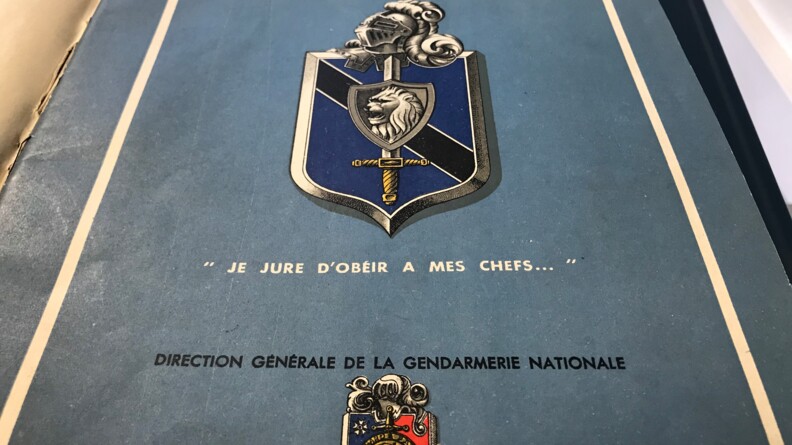 " JE JURE D'OBÉIR A MES CHEFS... "
DIRECTION GÉNÉRALE DE LA GENDARMERIE NATIONALE